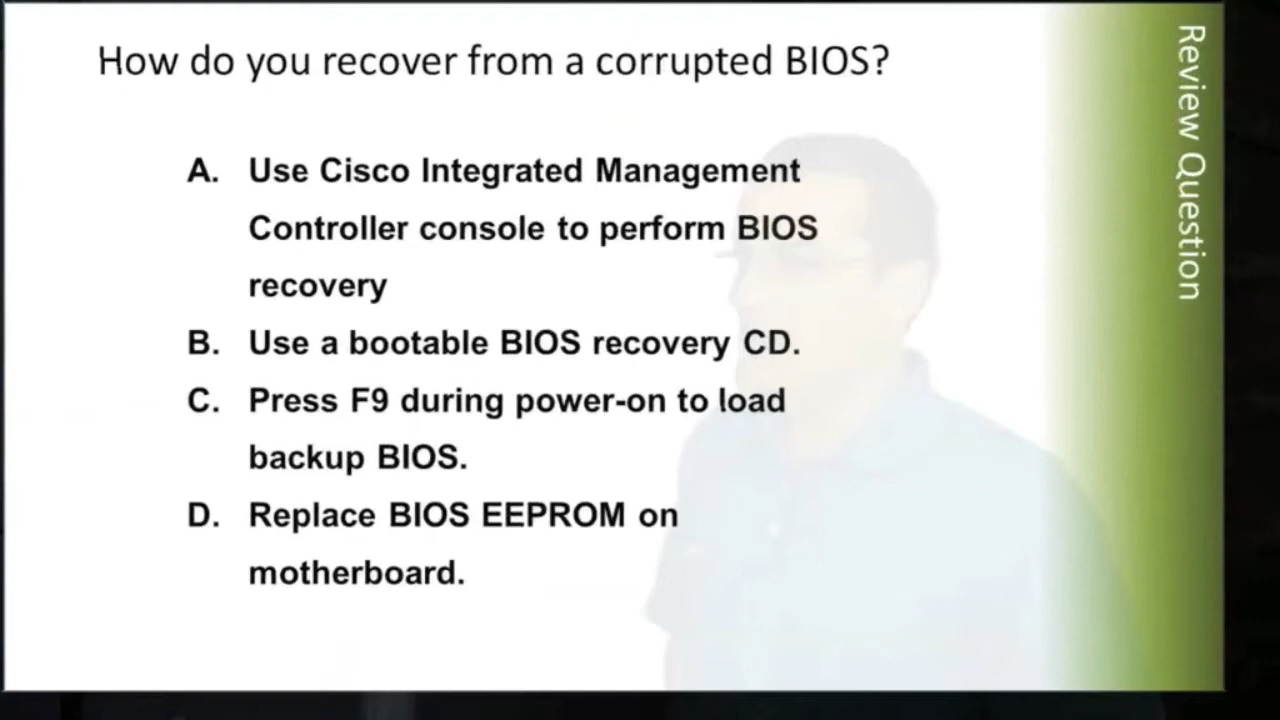 How do you recover from a corrupted BIOS?
A. Use Cisco Integrated Management
Controller console to perform BIOS
recovery
B. Use a bootable BIOS recovery CD.
C. Press F9 during power-on to load
backup BIOS.
D. Replace BIOS EEPROM on
motherboard.
Review Question